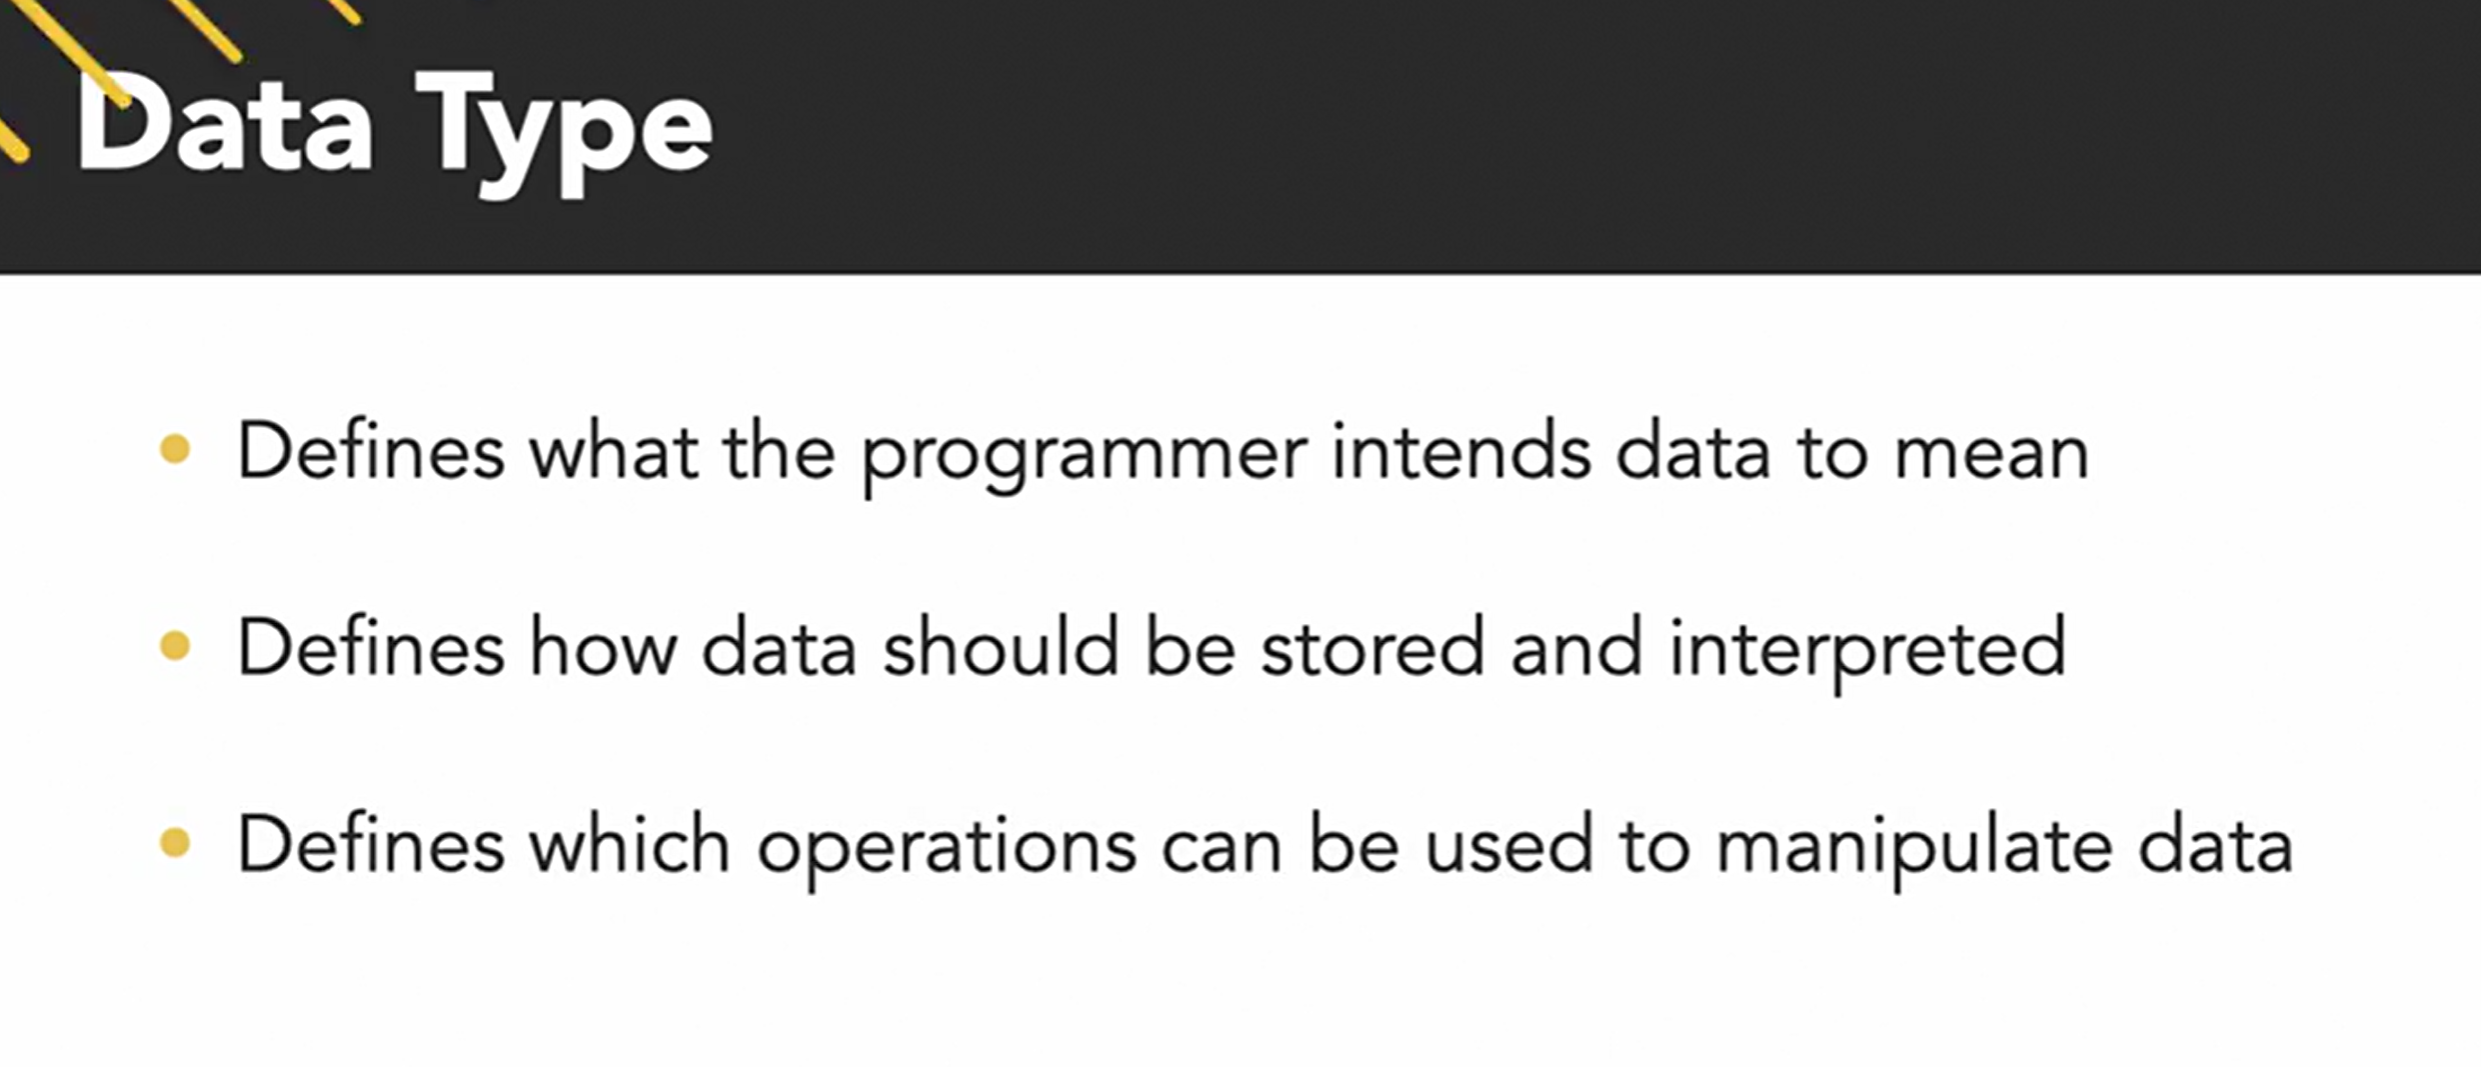 Data Type
Defines what the programmer intends data to mean
Defines how data should be stored and interpreted
Defines which operations can be used to manipulate data